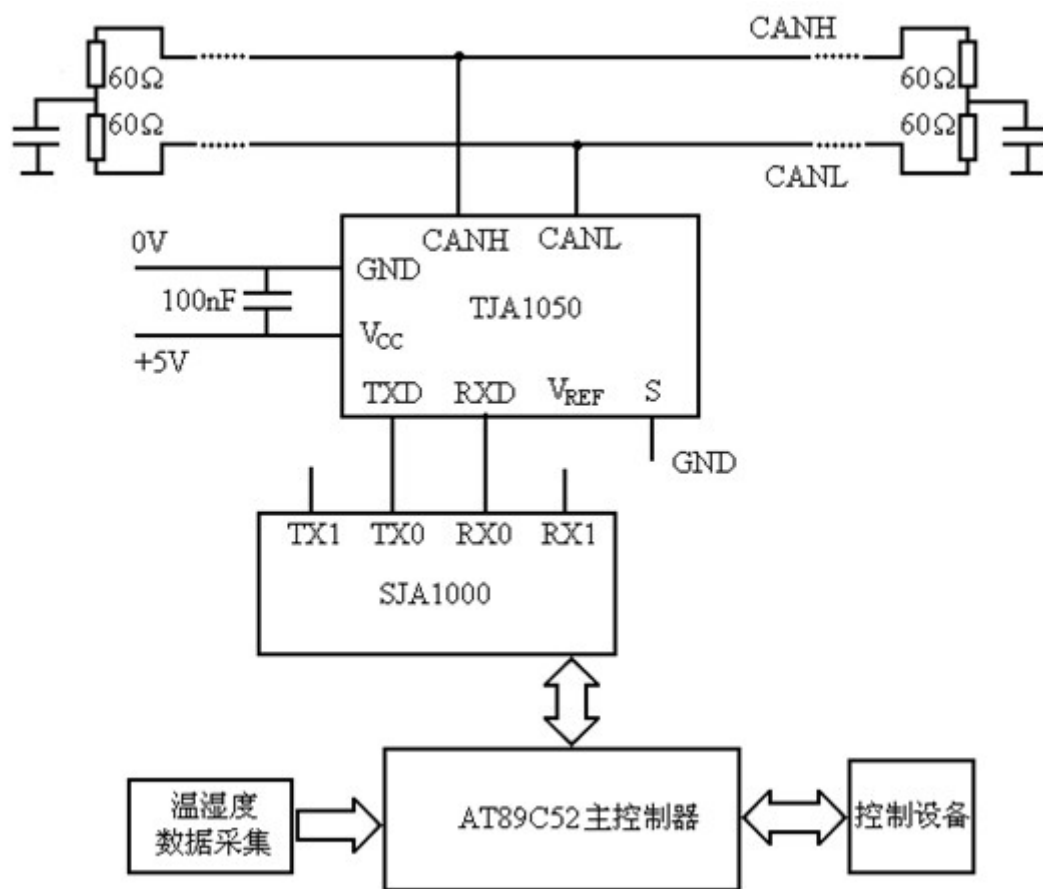 CANH
60Ω
60Ω
60Ω
60Ω
CANL
0V
CANH CANL
GND
100nF
TJA1050
V_CC
+5V
TXD RXD V_REF S
GND
TX1 TX0 RX0 RX1
SJA1000
温湿度
数据采集
AT89C52主控制器
控制设备